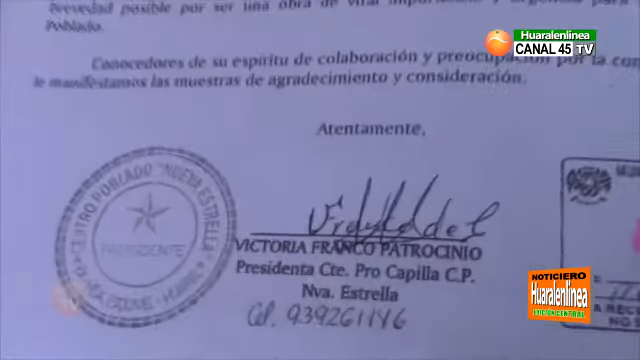 Brevedad posible por ser una obra de vital importancia y urgencia para
Poblado.
Conocedores de su espíritu de colaboración y preocupación por la
le manifestamos las muestras de agradecimiento y consideración.
Atentamente,
CENTRO POBLADO "NUEVA ESTRELLA"
PRESIDENTE
VICTORIA FRANCO PATROCINIO
Presidenta Cte. Pro Capilla C.P.
Nva. Estrella
Cel. 939261146
Huaralenlinea
CANAL 45 TV
NOTICIERO
Huaralenlinea
EDICIÓN CENTRAL